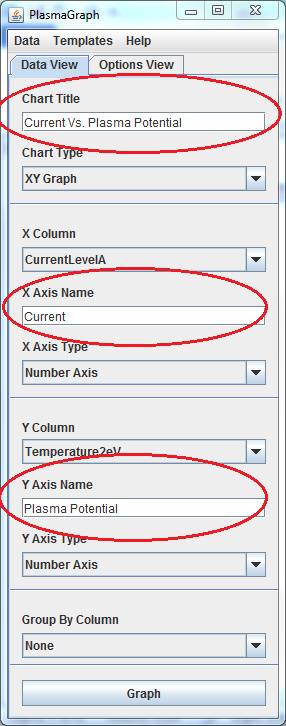 PlasmaGraph
Data Templates Help
Data View Options View
Chart Title
Current Vs. Plasma Potential
Chart Type
XY Graph
X Column
CurrentLevelA
X Axis Name
Current
X Axis Type
Number Axis
Y Column
Temperature2eV
Y Axis Name
Plasma Potential
Y Axis Type
Number Axis
Group By Column
None
Graph